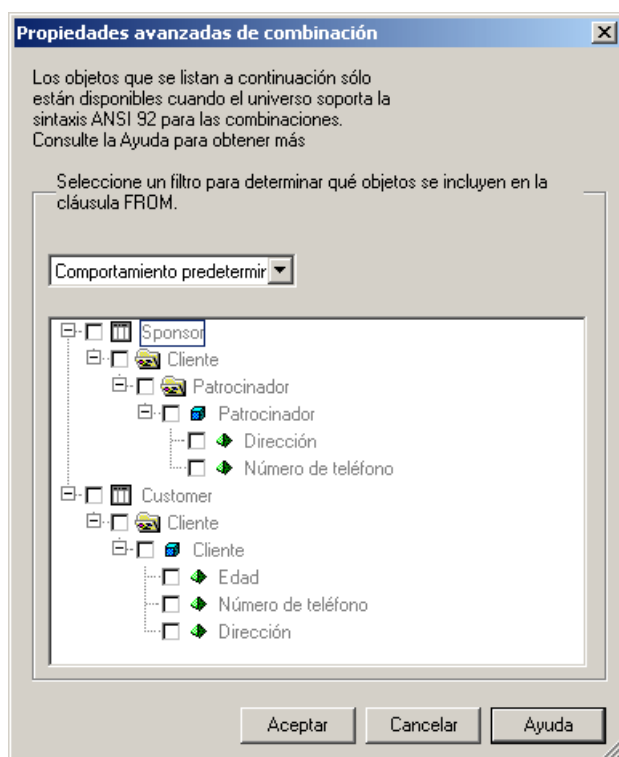 Propiedades avanzadas de combinación
Los objetos que se listan a continuación sólo
están disponibles cuando el universo soporta la
sintaxis ANSI 92 para las combinaciones.
Consulte la Ayuda para obtener más
Seleccione un filtro para determinar qué objetos se incluyen en la
cláusula FROM.
Comportamiento predetermir
Sponsor
Cliente
Patrocinador
Patrocinador
Dirección
Número de teléfono
Customer
Cliente
Cliente
Edad
Número de teléfono
Dirección
Aceptar
Cancelar
Ayuda